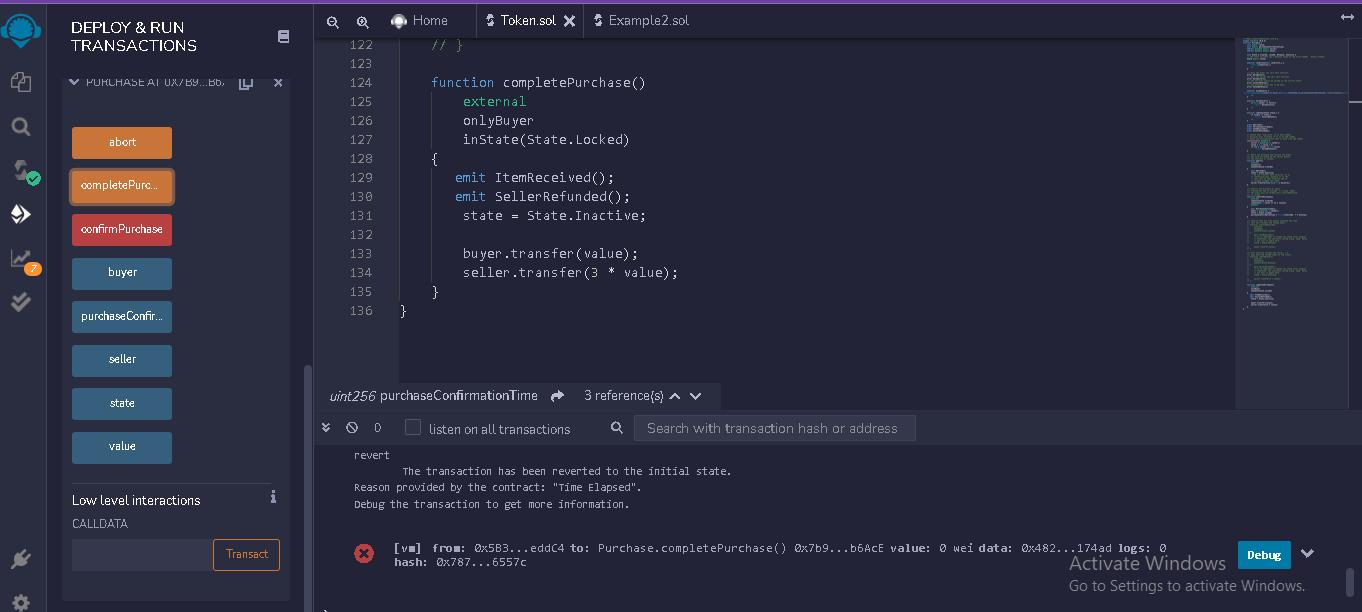 DEPLOY & RUN
TRANSACTIONS
PURCHASE AT 0X7B9...B6
abort
completePurc...
confirmPurchase
buyer
purchaseConfir...
seller
state
value
Low level interactions
CALLDATA
Transact
7
Home
Token.sol
Example2.sol
122 // }
123
124 function completePurchase()
125 external
126 onlyBuyer
127 inState(State.Locked)
128 {
129 emit ItemReceived();
130 emit SellerRefunded();
131 state = State.Inactive;
132
133 buyer.transfer(value);
134 seller.transfer(3 * value);
135 }
136 }
uint256 purchaseConfirmationTime 3 reference(s)
0 listen on all transactions Search with transaction hash or address
revert
The transaction has been reverted to the initial state.
Reason provided by the contract: "Time Elapsed".
Debug the transaction to get more information.
[vm] from: 0x5B3...eddC4 to: Purchase.completePurchase() 0x7b9...b6AcE value: 0 wei data: 0x482...174ad logs: 0
hash: 0x787...6557c
Debug
Activate Windows
Go to Settings to activate Windows.